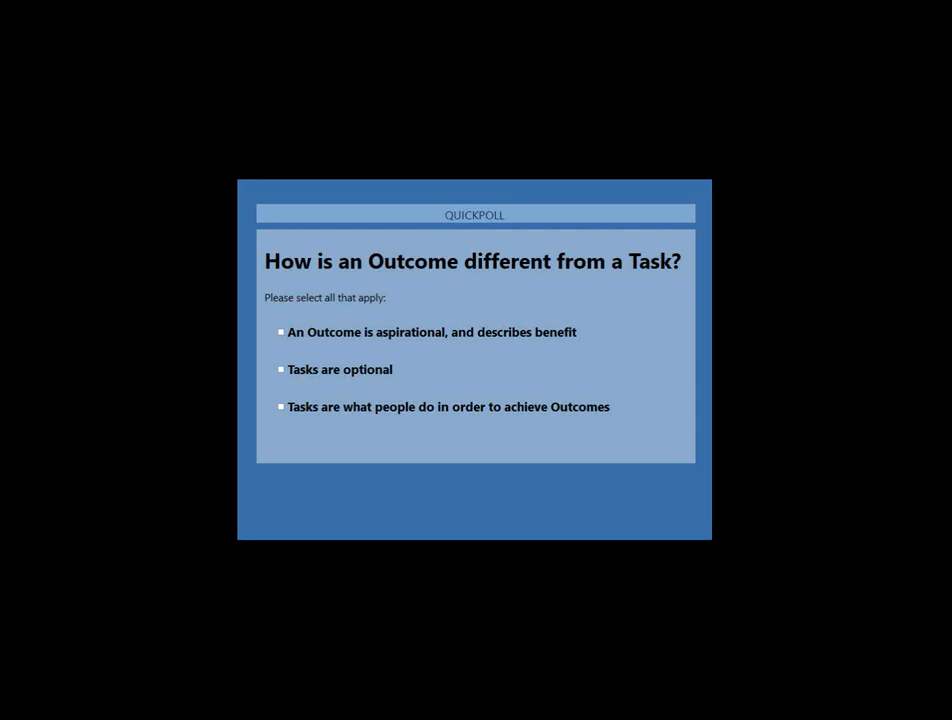 QUICKPOLL
How is an Outcome different from a Task?
Please select all that apply:
An Outcome is aspirational, and describes benefit
Tasks are optional
Tasks are what people do in order to achieve Outcomes